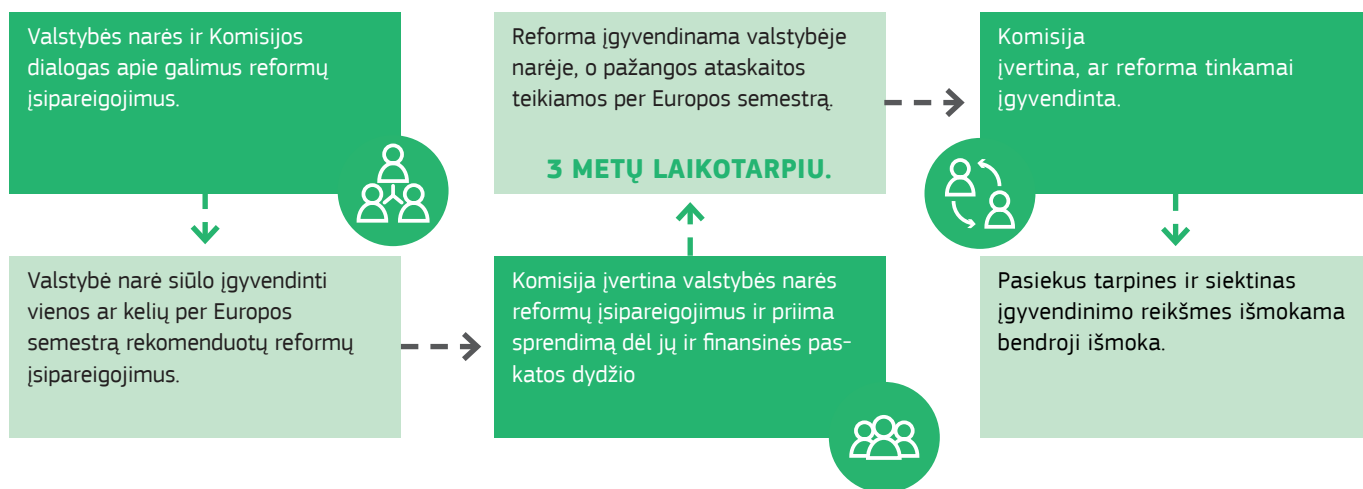 Valstybės narės ir Komisijos
dialogas apie galimus reformų
įsipareigojimus.
Valstybė narė siūlo įgyvendinti
vienos ar kelių per Europos
semestrą rekomenduotų reformų
įsipareigojimus.
Komisija įvertina valstybės narės
reformų įsipareigojimus ir priima
sprendimą dėl jų ir finansinės pas-
katos dydžio
Reforma įgyvendinama valstybėje
narėje, o pažangos ataskaitos
teikiamos per Europos semestrą.
3 METŲ LAIKOTARPIU.
Komisija
įvertina, ar reforma tinkamai
įgyvendinta.
Pasiekus tarpines ir siektinas
įgyvendinimo reikšmes išmokama
bendroji išmoka.